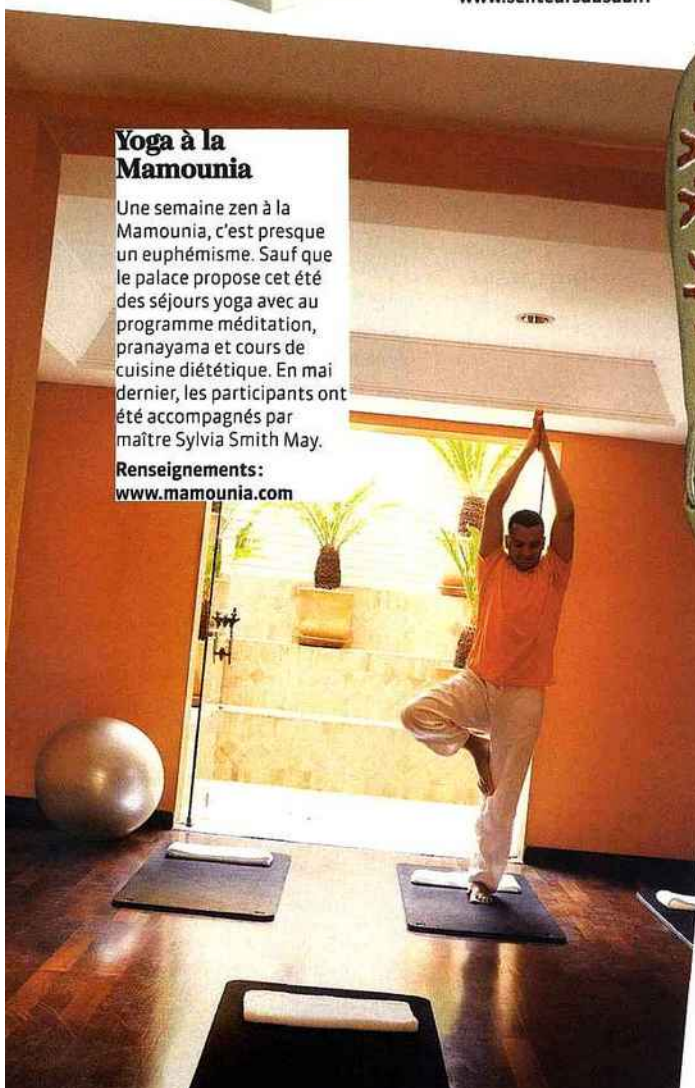 Yoga à la
Mamounia
Une semaine zen à la
Mamounia, c'est presque
un euphémisme. Sauf que
le palace propose cet été
des séjours yoga avec au
programme méditation,
pranayama et cours de
cuisine diététique. En mai
dernier, les participants ont
été accompagnés par
maître Sylvia Smith May.
Renseignements:
www.mamounia.com